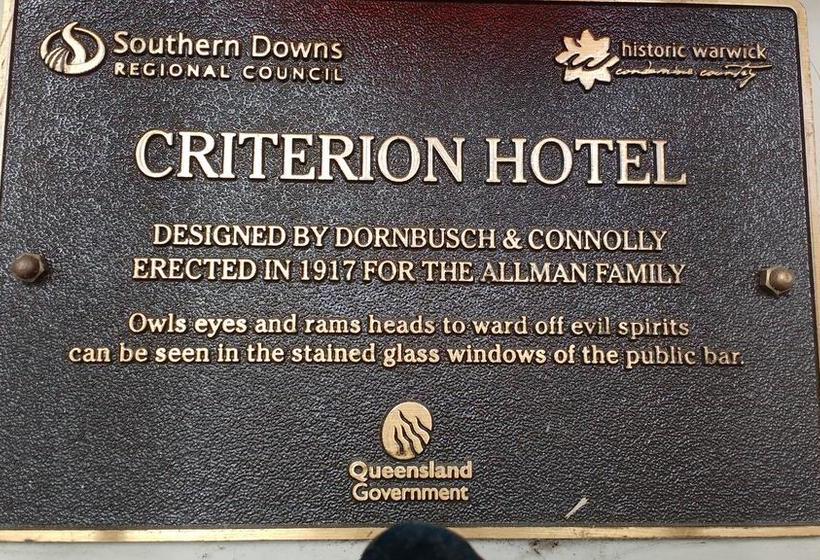 Southern Downs
REGIONAL COUNCIL
historic warwick
condamine country
CRITERION HOTEL
DESIGNED BY DORNBUSCH & CONNOLLY
ERECTED IN 1917 FOR THE ALLMAN FAMILY
Owls eyes and rams heads to ward off evil spirits
can be seen in the stained glass windows of the public bar.
Queensland
Government